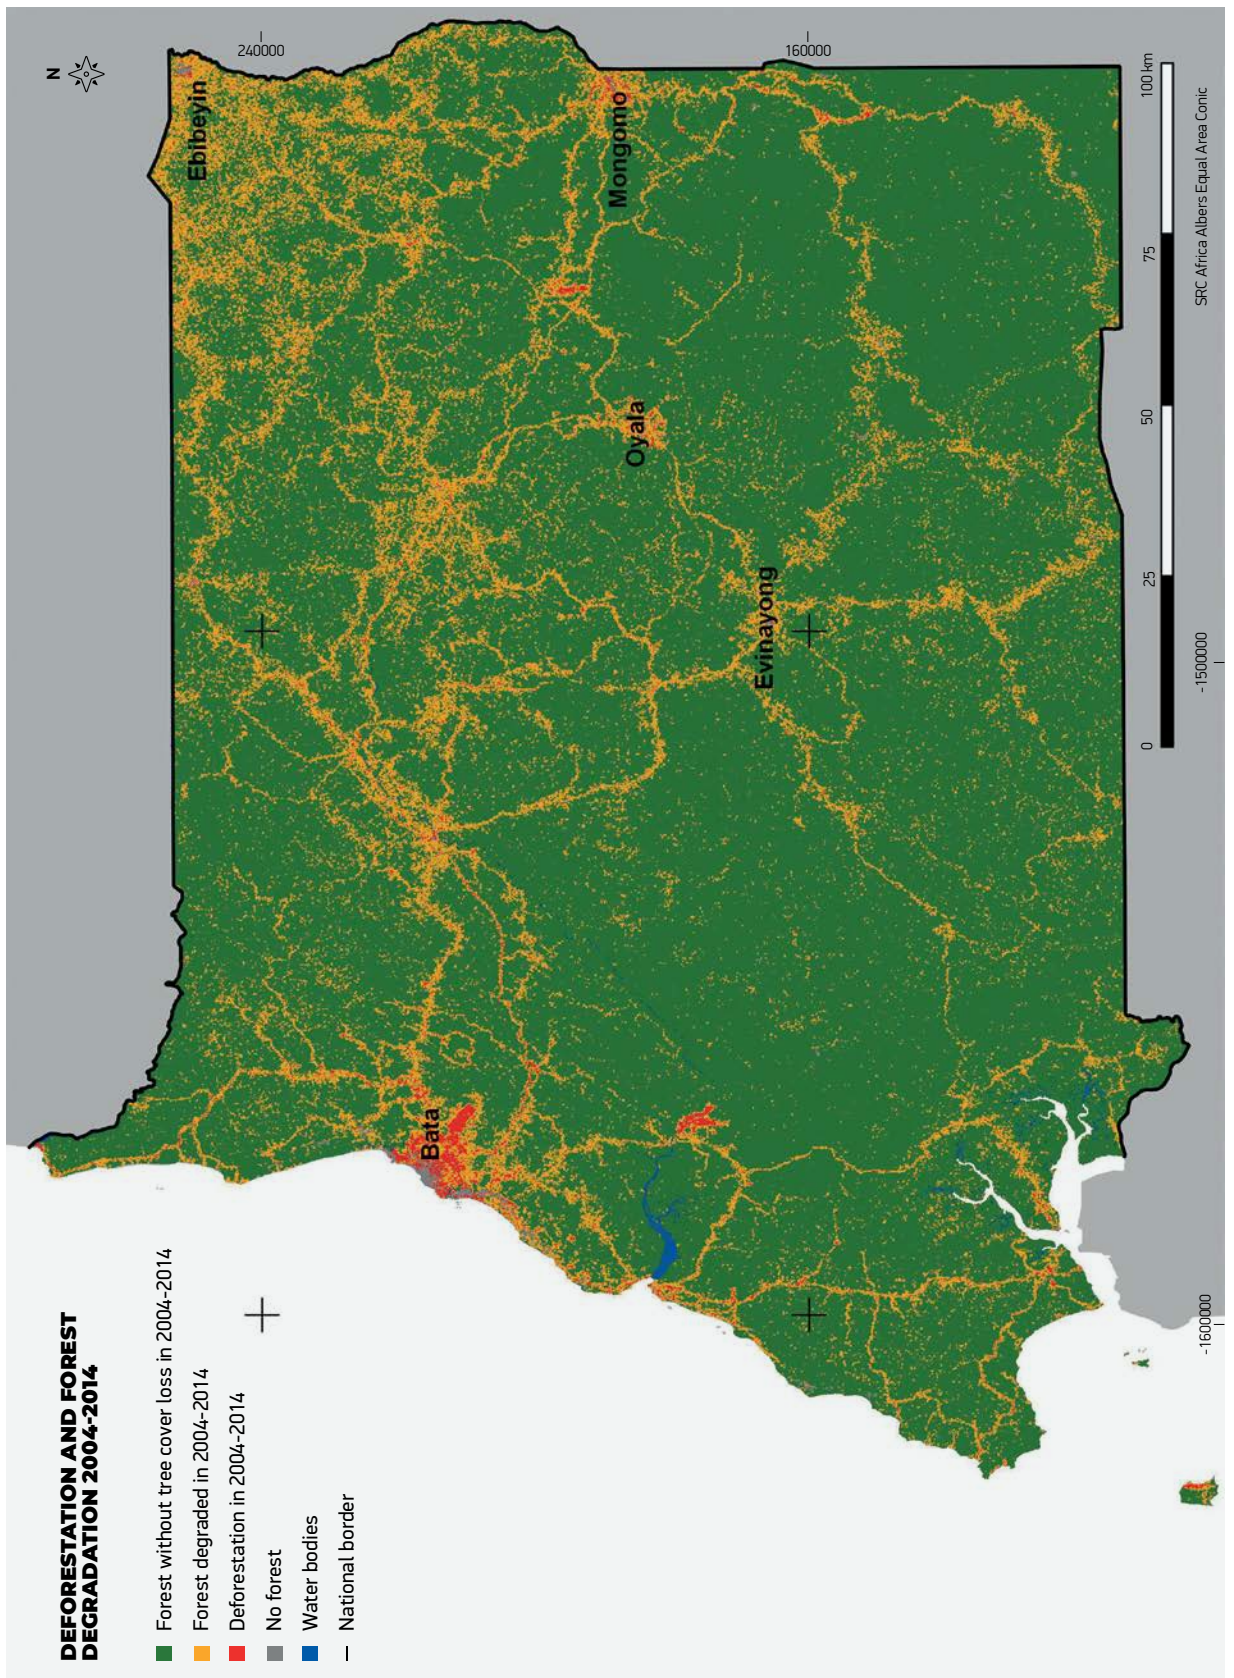 DEFORESTATION AND FOREST
DEGRADATION 2004-2014
Forest without tree cover loss in 2004-2014
Forest degraded in 2004-2014
Deforestation in 2004-2014
No forest
Water bodies
National border
N
240000
160000
Ebibeyin
Mongomo
Oyala
Evinayong
Bata
0
25
50
75
100 km
SRC Africa Albers Equal Area Conic
-1600000
-1500000